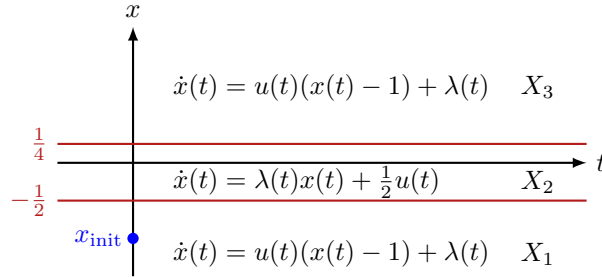 x
ẋ(t) = u(t)(x(t) − 1) + λ(t) X₃
1/4
t
ẋ(t) = λ(t)x(t) + ½u(t) X₂
−1/2
x_init
ẋ(t) = u(t)(x(t) − 1) + λ(t) X₁